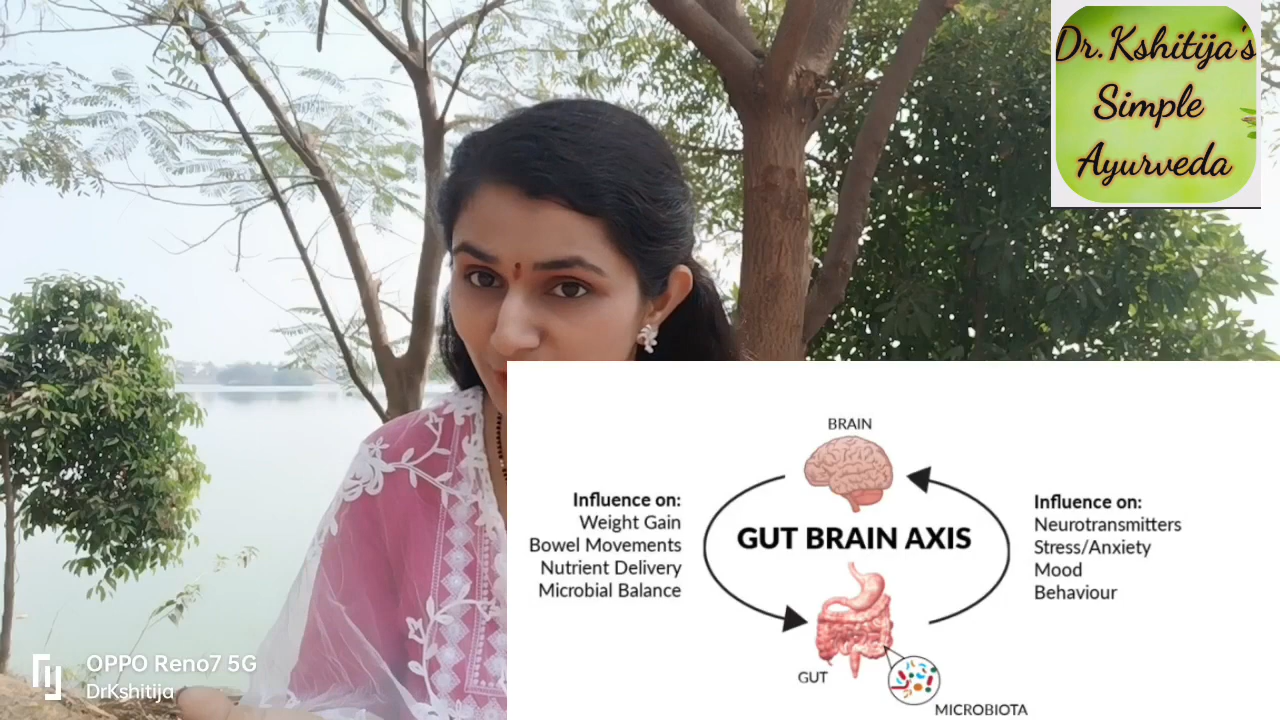 Dr.Kshitija's
Simple
Ayurveda
BRAIN
Influence on:
Weight Gain
Bowel Movements
Nutrient Delivery
Microbial Balance
GUT BRAIN AXIS
Influence on:
Neurotransmitters
Stress/Anxiety
Mood
Behaviour
GUT
MICROBIOTA
OPPO Reno7 5G
DrKshitija